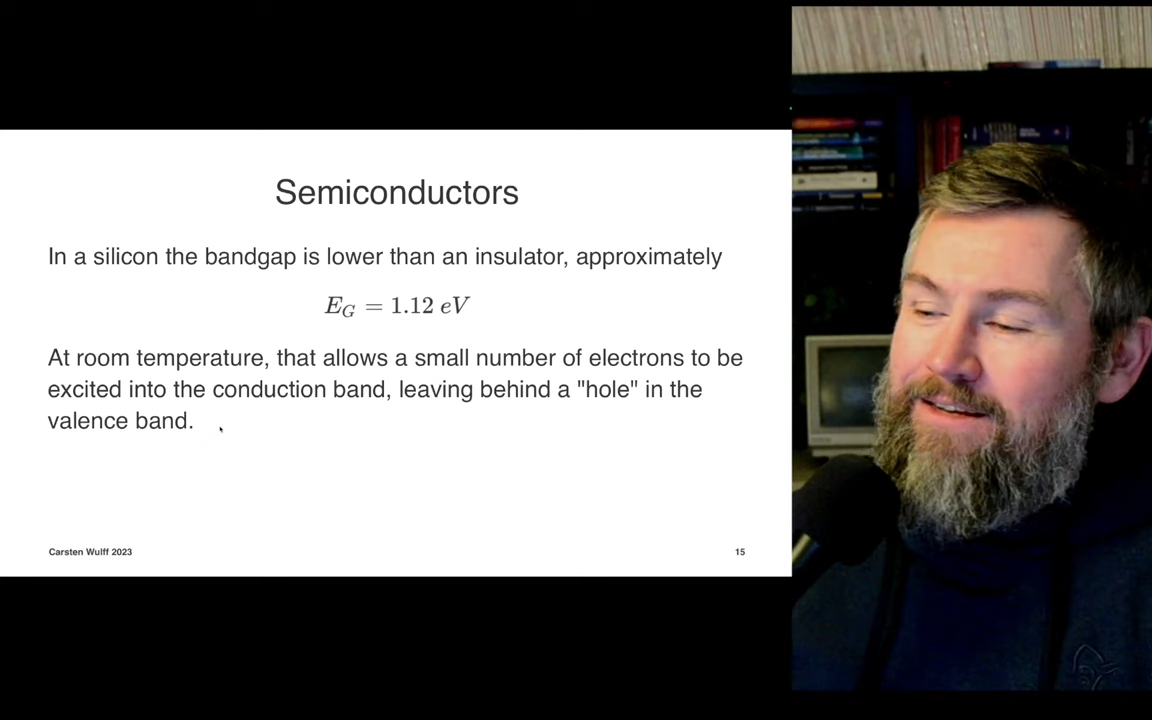 Semiconductors
In a silicon the bandgap is lower than an insulator, approximately
E_G = 1.12 eV
At room temperature, that allows a small number of electrons to be
excited into the conduction band, leaving behind a "hole" in the
valence band.
Carsten Wulff 2023
15